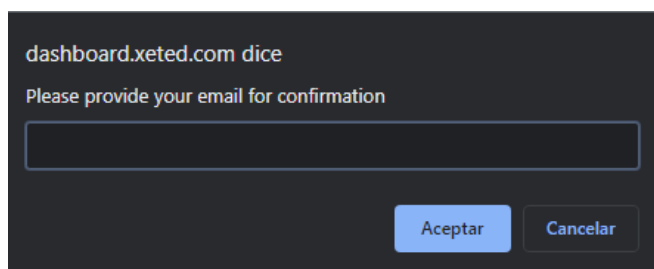 dashboard.xeted.com dice
Please provide your email for confirmation
Aceptar Cancelar